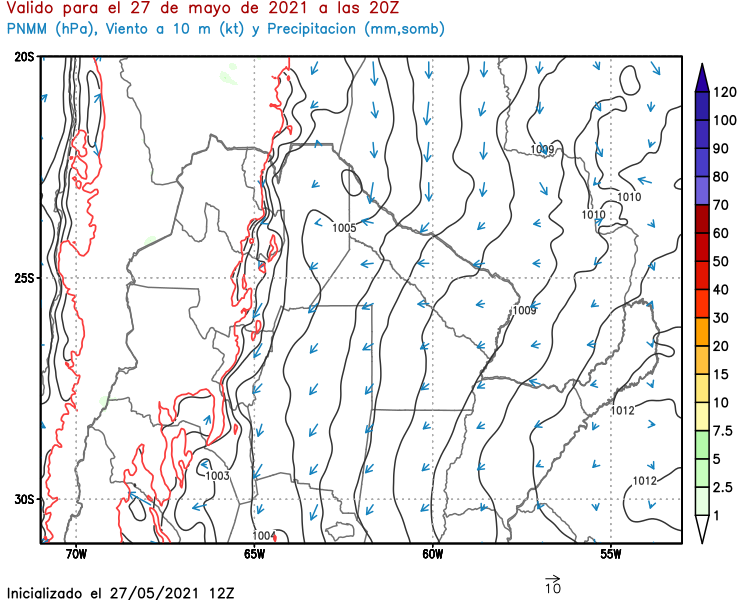 Valido para el 27 de mayo de 2021 a las 20Z
PNMM (hPa), Viento a 10 m (kt) y Precipitacion (mm,somb)
20S
120
100
1009
90
80
1010
70
1010
1005
60
50
25S
40
1009
30
20
15
10
1012
7.5
1003
5
1012
2.5
30S
1
1004
70W
65W
60W
55W
10
Inicializado el 27/05/2021 12Z